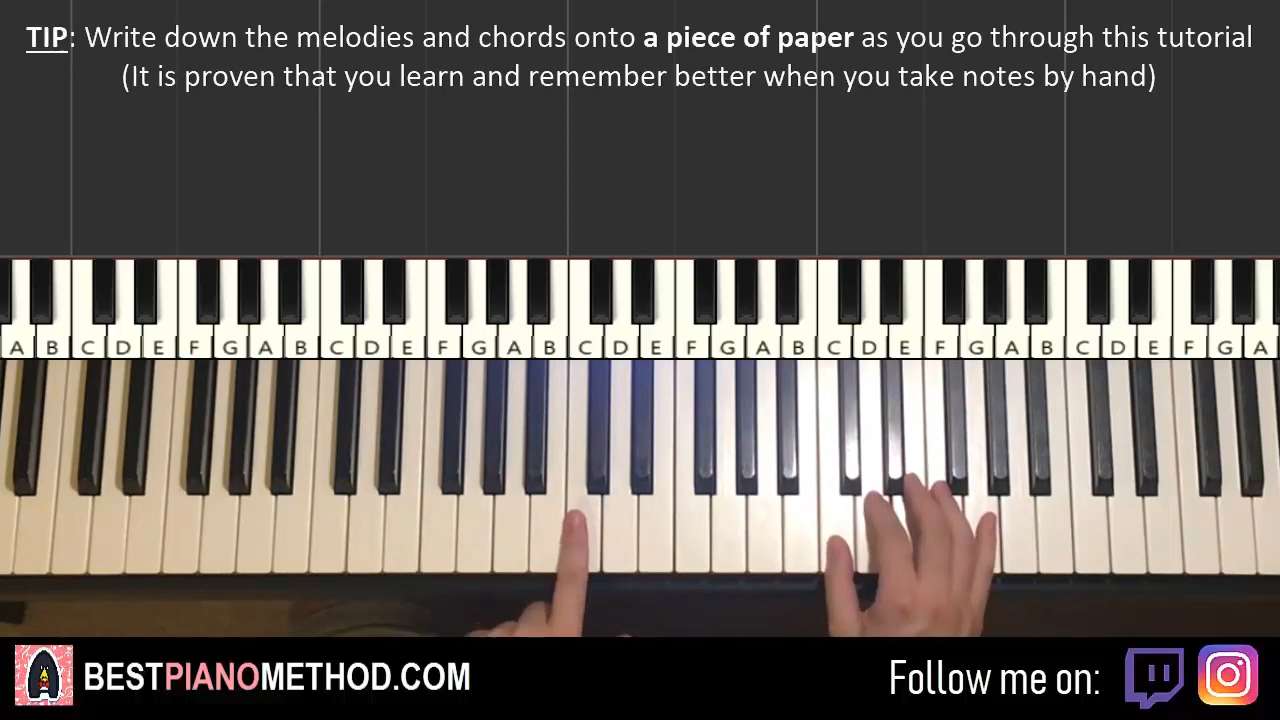 TIP: Write down the melodies and chords onto a piece of paper as you go through this tutorial
(It is proven that you learn and remember better when you take notes by hand)
A B C D E F G A B C D E F G A B C D E F G A B C D E F G A B C D E F G A
BESTPIANOMETHOD.COM Follow me on: